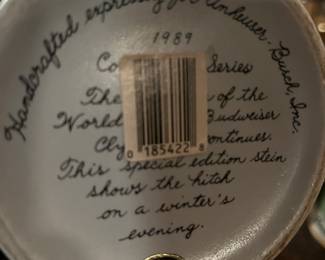 Handcrafted expressly for Anheuser-Busch, Inc.
1989
Co Series
The of the
World Budweiser
Cly continues.
This special edition stein
shows the hitch
on a winter's
evening.
0 185422 8